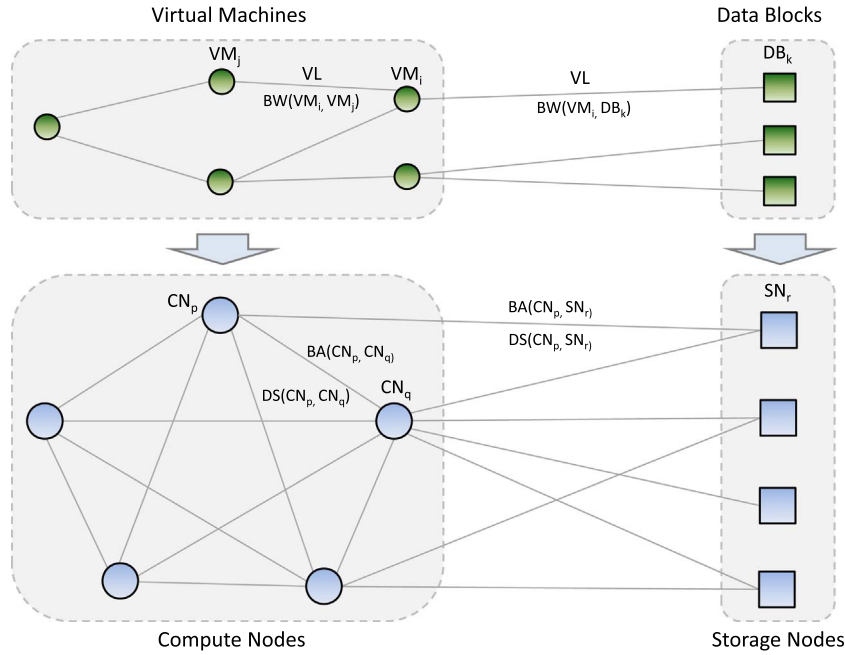 Virtual Machines
Data Blocks
VMj
VL
VMi
BW(VMi, VMj)
VL
BW(VMi, DBk)
DBk
CNp
BA(CNp, CNq)
DS(CNp, CNq)
CNq
BA(CNp, SNr)
DS(CNp, SNr)
SNr
Compute Nodes
Storage Nodes